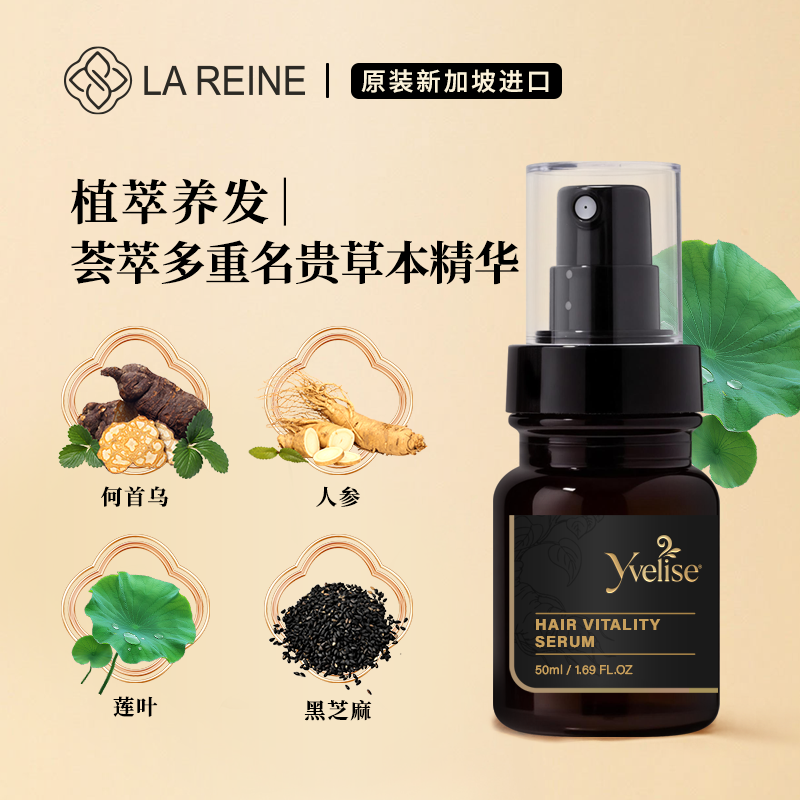 LA REINE
原装新加坡进口
植萃养发
荟萃多重名贵草本精华
何首乌
人参
莲叶
黑芝麻
Yvelise®
HAIR VITALITY
SERUM
50ml / 1.69 FL.OZ